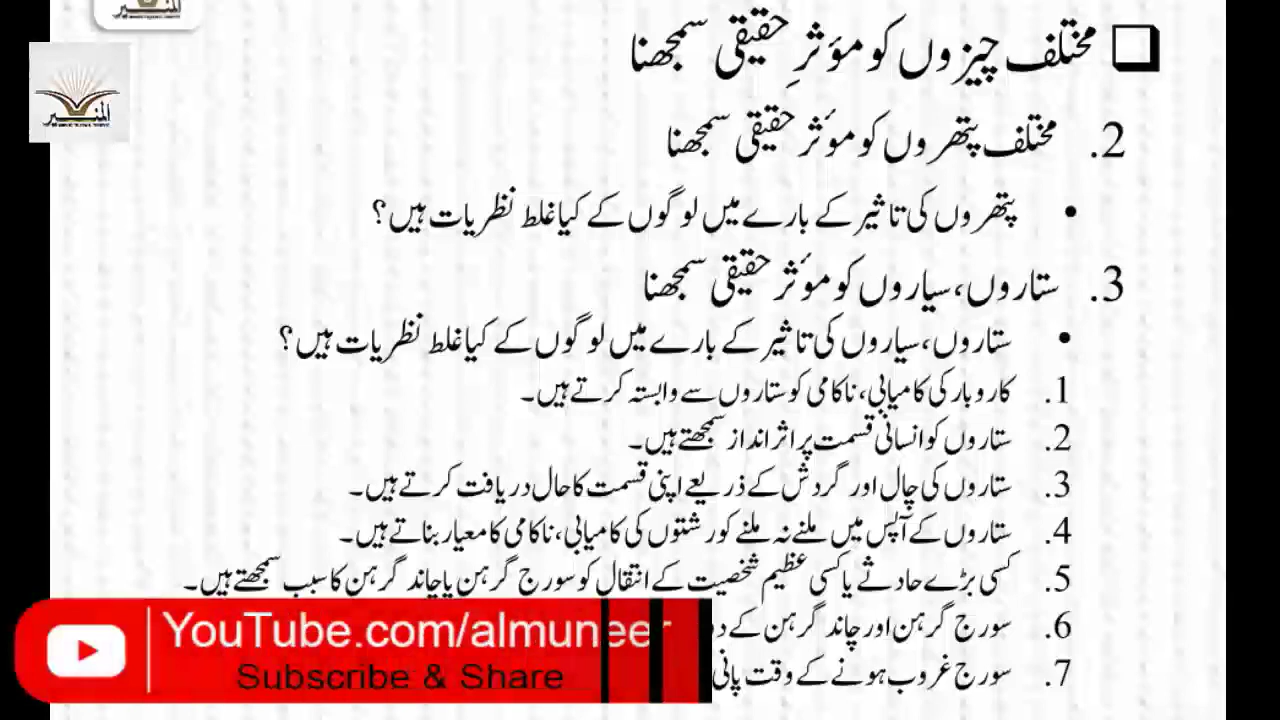 ❑ مختلف چیزوں کو مؤثرِ حقیقی سمجھنا
المنیر
2. مختلف پتھروں کو مؤثر حقیقی سمجھنا
• پتھروں کی تاثیر کے بارے میں لوگوں کے کیا غلط نظریات ہیں؟
3. ستاروں، سیاروں کو مؤثر حقیقی سمجھنا
• ستاروں، سیاروں کی تاثیر کے بارے میں لوگوں کے کیا غلط نظریات ہیں؟
1. کاروبار کی کامیابی، ناکامی کو ستاروں سے وابستہ کرتے ہیں۔
2. ستاروں کو انسانی قسمت پر اثر انداز سمجھتے ہیں۔
3. ستاروں کی چال اور گردش کے ذریعے اپنی قسمت کا حال دریافت کرتے ہیں۔
4. ستاروں کے آپس میں ملنے نہ ملنے کو رشتوں کی کامیابی، ناکامی کا معیار بناتے ہیں۔
5. کسی بڑے حادثے یا کسی عظیم شخصیت کے انتقال کو سورج گرہن یا چاند گرہن کا سبب سمجھتے ہیں۔
6. سورج گرہن اور چاند گرہن کے
7. سورج غروب ہونے کے وقت پانی
YouTube.com/almuneer
Subscribe & Share